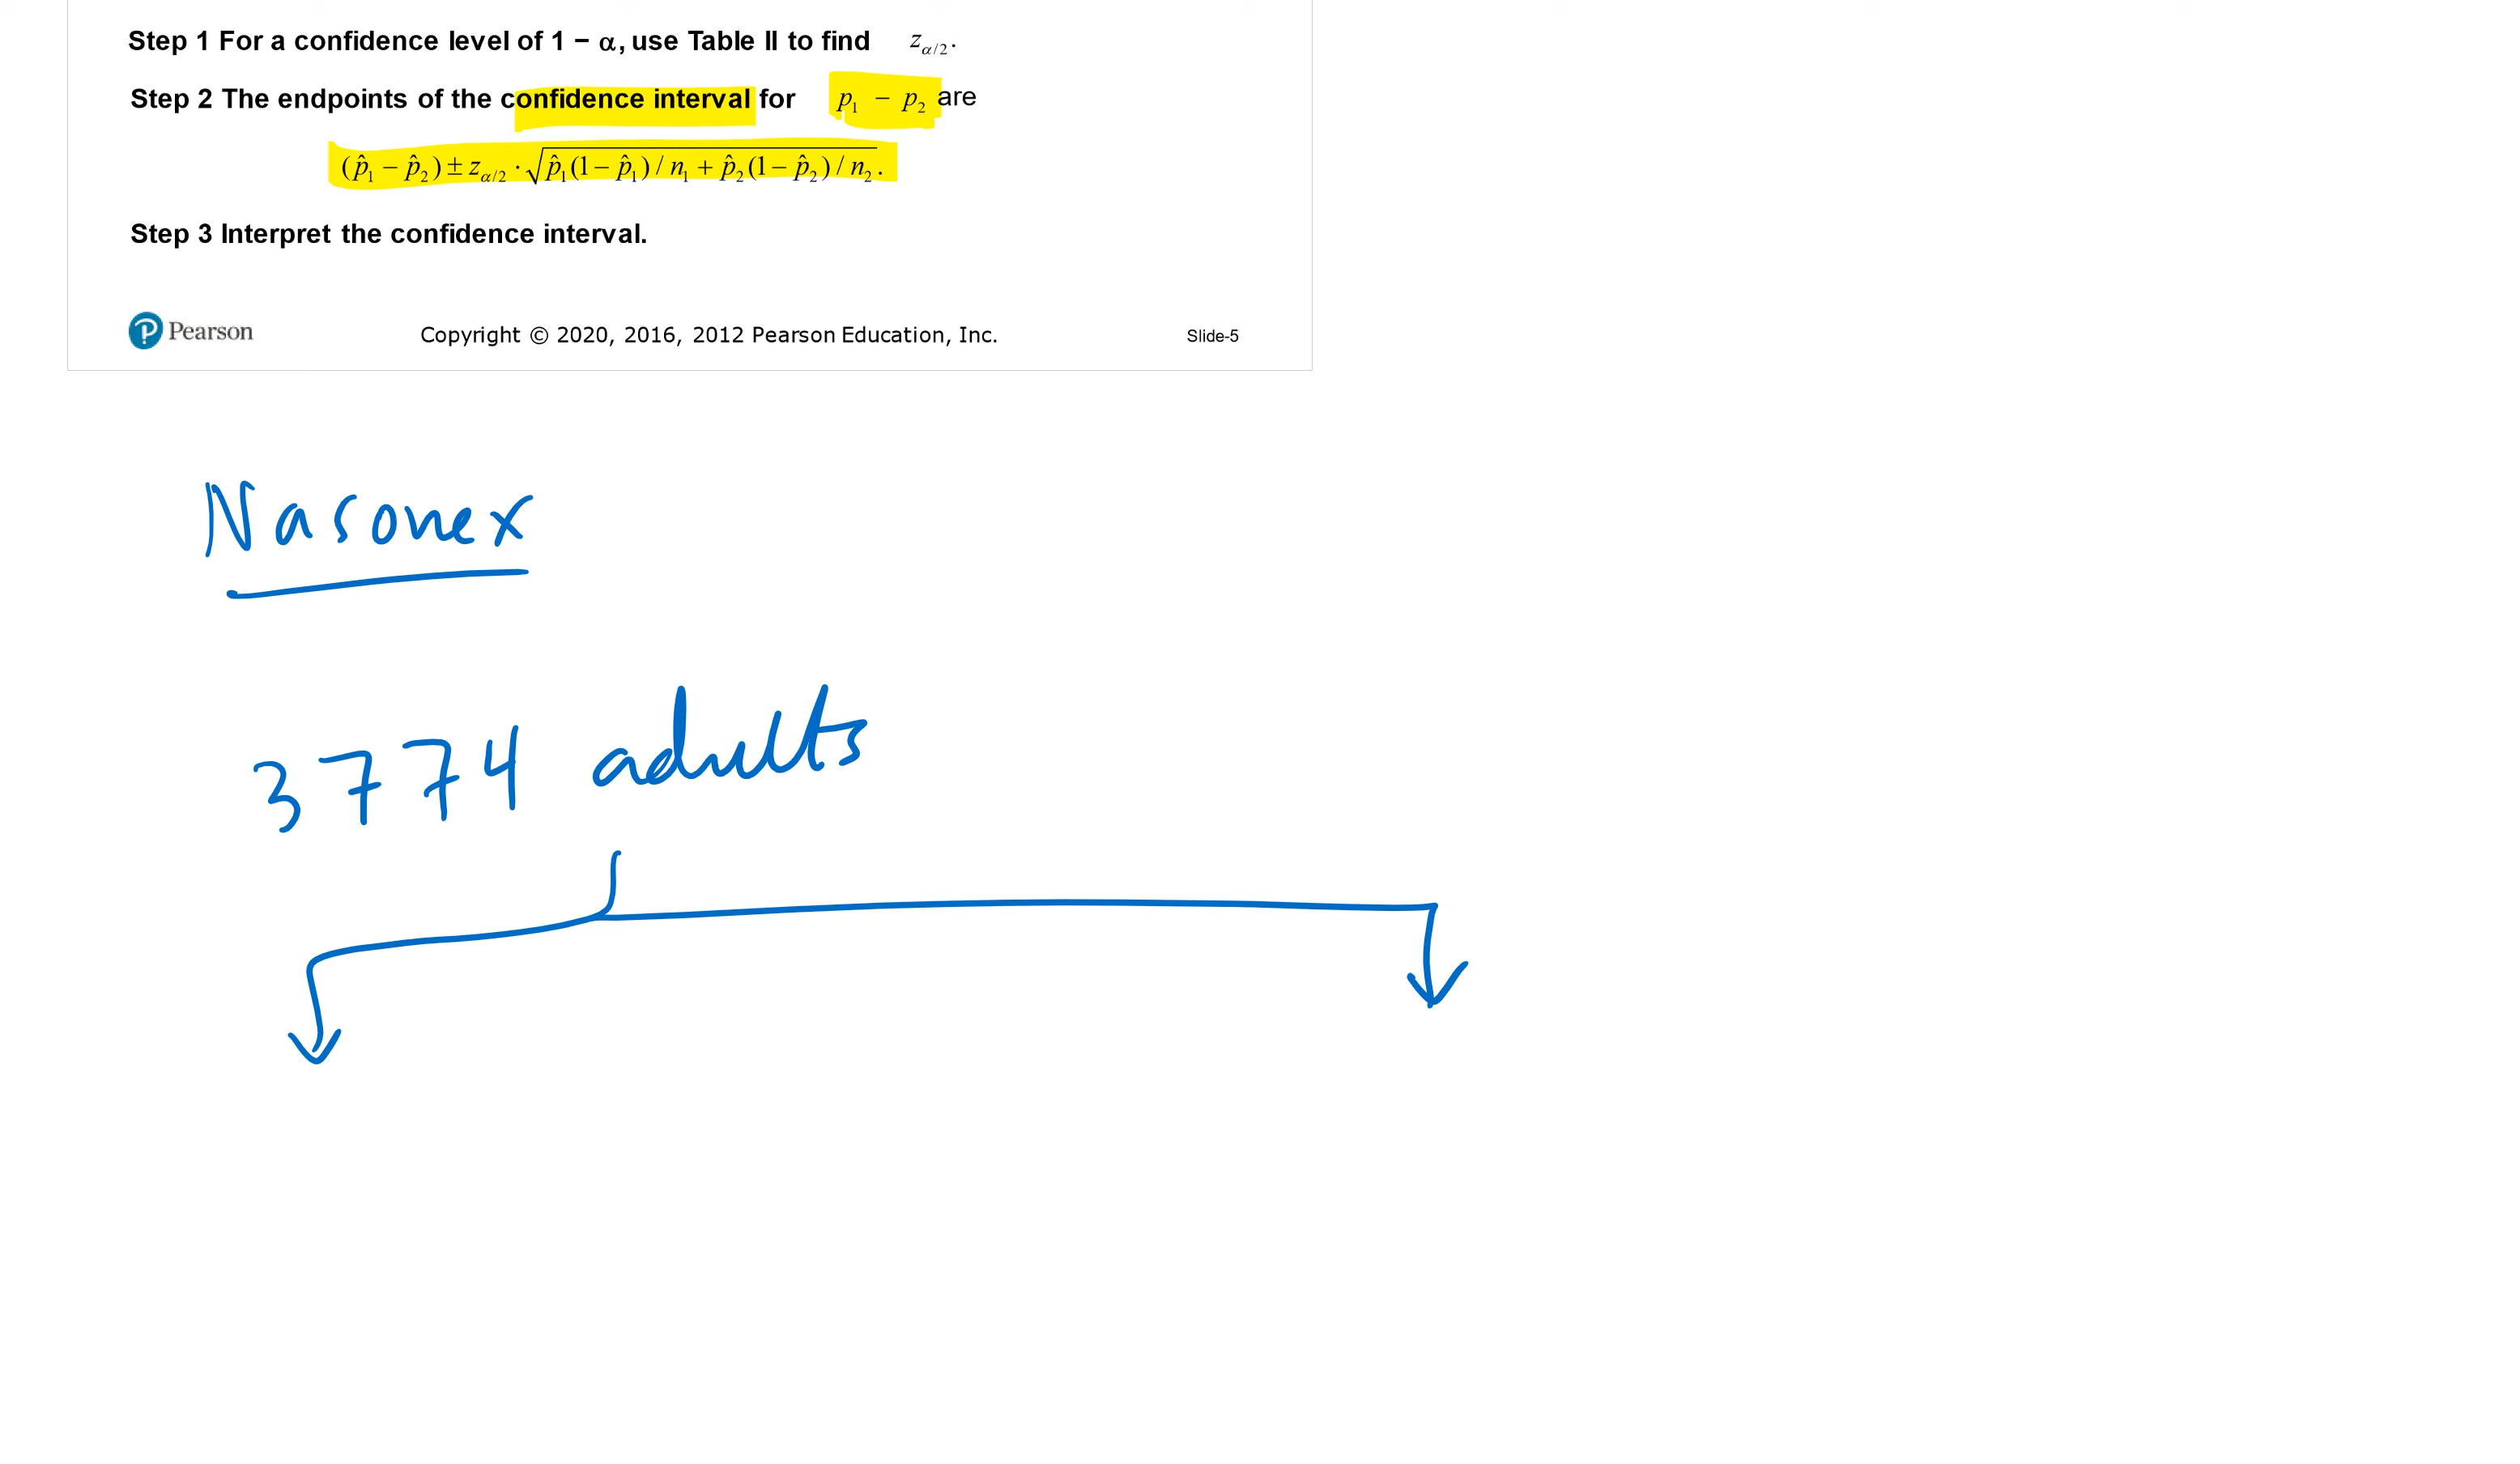 Step 1 For a confidence level of 1 − α, use Table II to find z_{α/2}.
Step 2 The endpoints of the confidence interval for p₁ − p₂ are
(p̂₁ − p̂₂) ± z_{α/2} · √p̂₁(1 − p̂₁) / n₁ + p̂₂(1 − p̂₂) / n₂.
Step 3 Interpret the confidence interval.
Pearson Copyright © 2020, 2016, 2012 Pearson Education, Inc. Slide-5
Nasonex
3774 adults